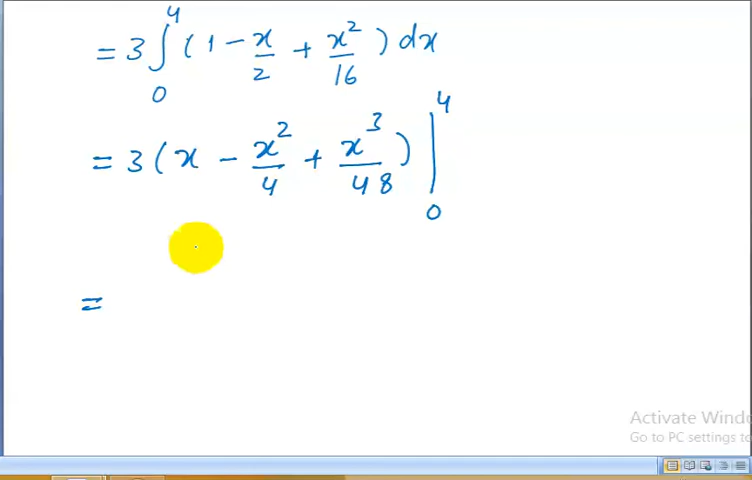 = 3 ∫₀⁴ (1 - x/2 + x²/16) dx
= 3 (x - x²/4 + x³/48) |₀⁴
=
Activate Windo
Go to PC settings to